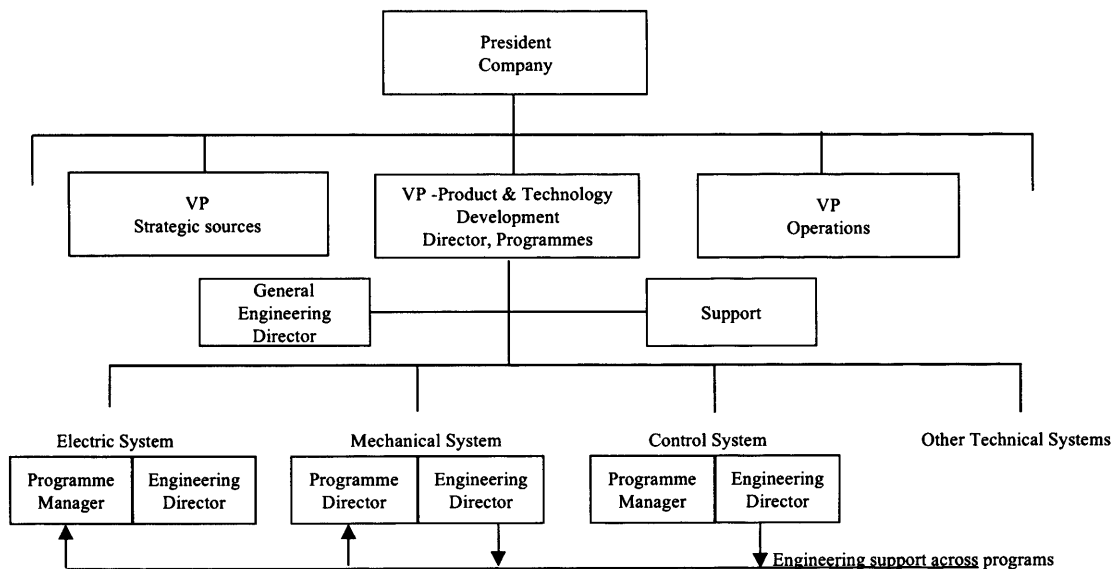 President
Company
VP
Strategic sources
VP -Product & Technology
Development
Director, Programmes
VP
Operations
General
Engineering
Director
Support
Electric System
Mechanical System
Control System
Other Technical Systems
Programme
Manager
Engineering
Director
Programme
Director
Engineering
Director
Programme
Manager
Engineering
Director
Engineering support across programs